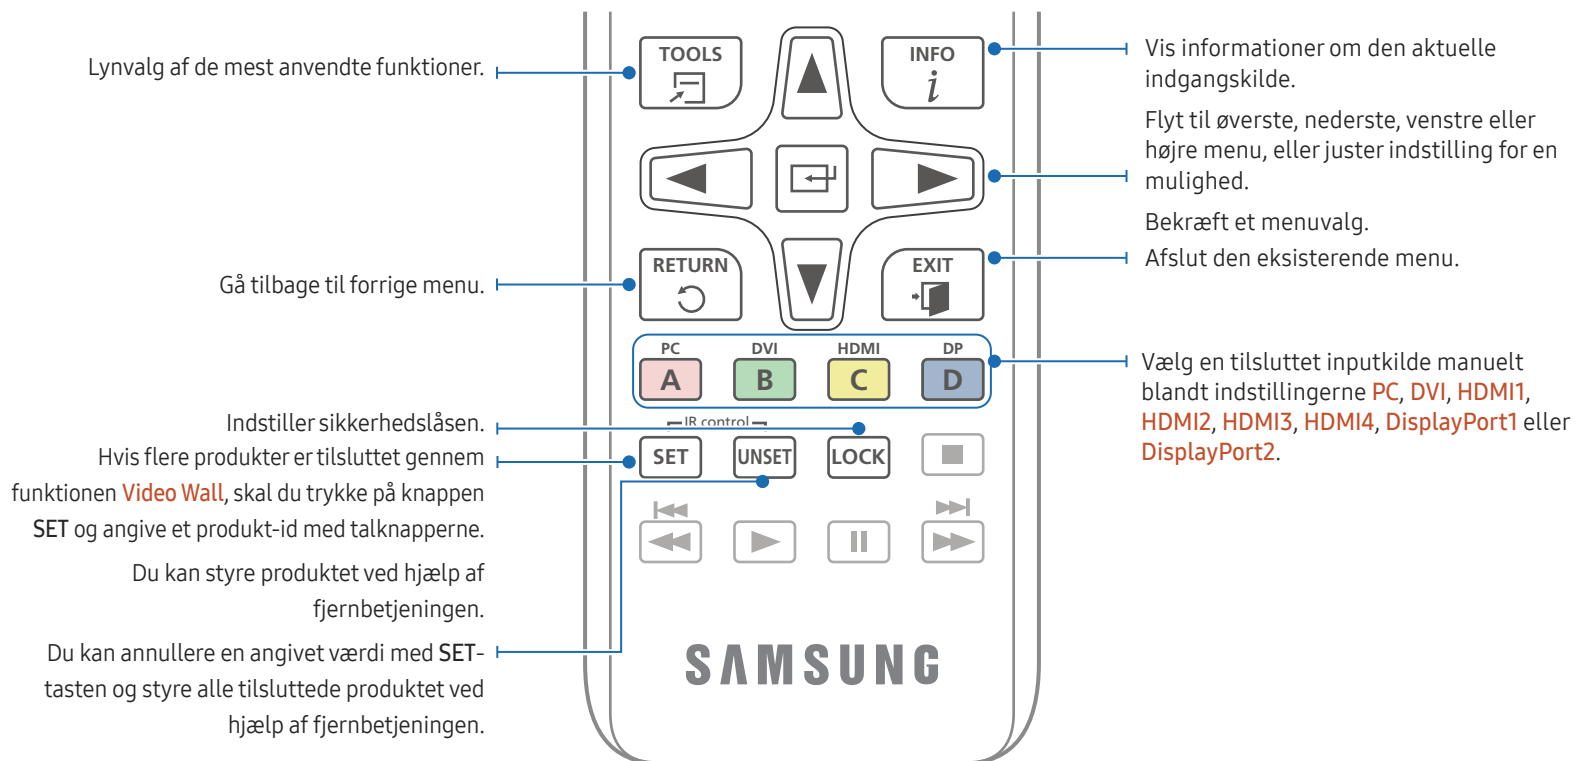 Lynvalg af de mest anvendte funktioner.
Gå tilbage til forrige menu.
Indstiller sikkerhedslåsen.
Hvis flere produkter er tilsluttet gennem
funktionen Video Wall, skal du trykke på knappen
SET og angive et produkt-id med talknapperne.
Du kan styre produktet ved hjælp af
fjernbetjeningen.
Du kan annullere en angivet værdi med SET-
tasten og styre alle tilsluttede produktet ved
hjælp af fjernbetjeningen.
TOOLS
INFO
i
RETURN
EXIT
PC DVI HDMI DP
A B C D
IR control
SET UNSET LOCK
SAMSUNG
Vis informationer om den aktuelle
indgangskilde.
Flyt til øverste, nederste, venstre eller
højre menu, eller juster indstilling for en
mulighed.
Bekræft et menuvalg.
Afslut den eksisterende menu.
Vælg en tilsluttet inputkilde manuelt
blandt indstillingerne PC, DVI, HDMI1,
HDMI2, HDMI3, HDMI4, DisplayPort1 eller
DisplayPort2.